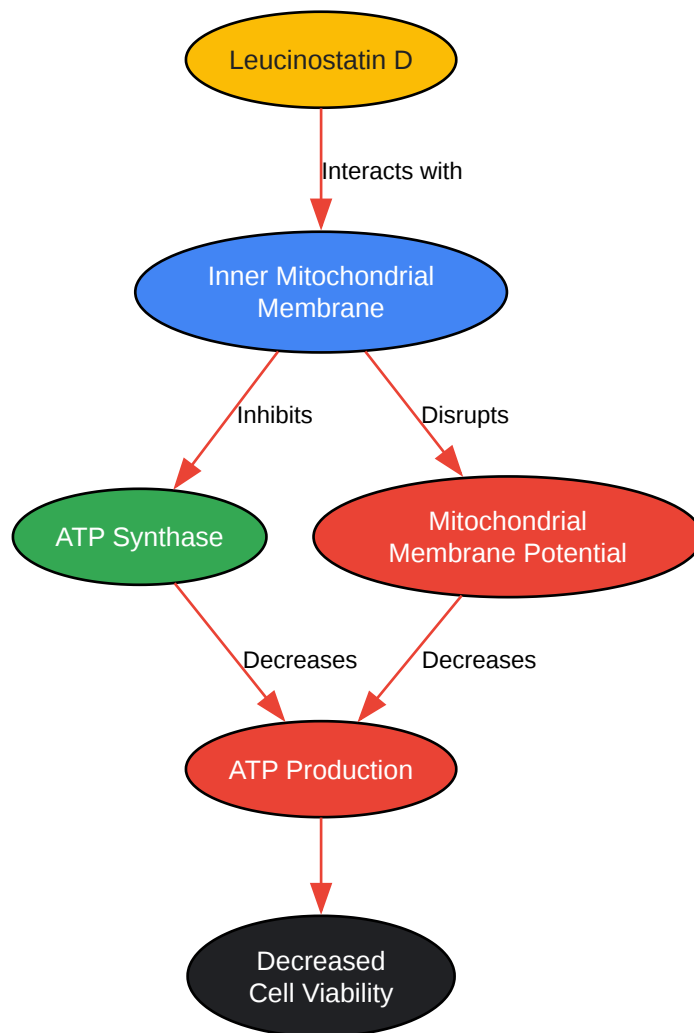 Leucinostatin D
Interacts with
Inner Mitochondrial
Membrane
Inhibits
Disrupts
ATP Synthase
Mitochondrial
Membrane Potential
Decreases
Decreases
ATP Production
Decreased
Cell Viability